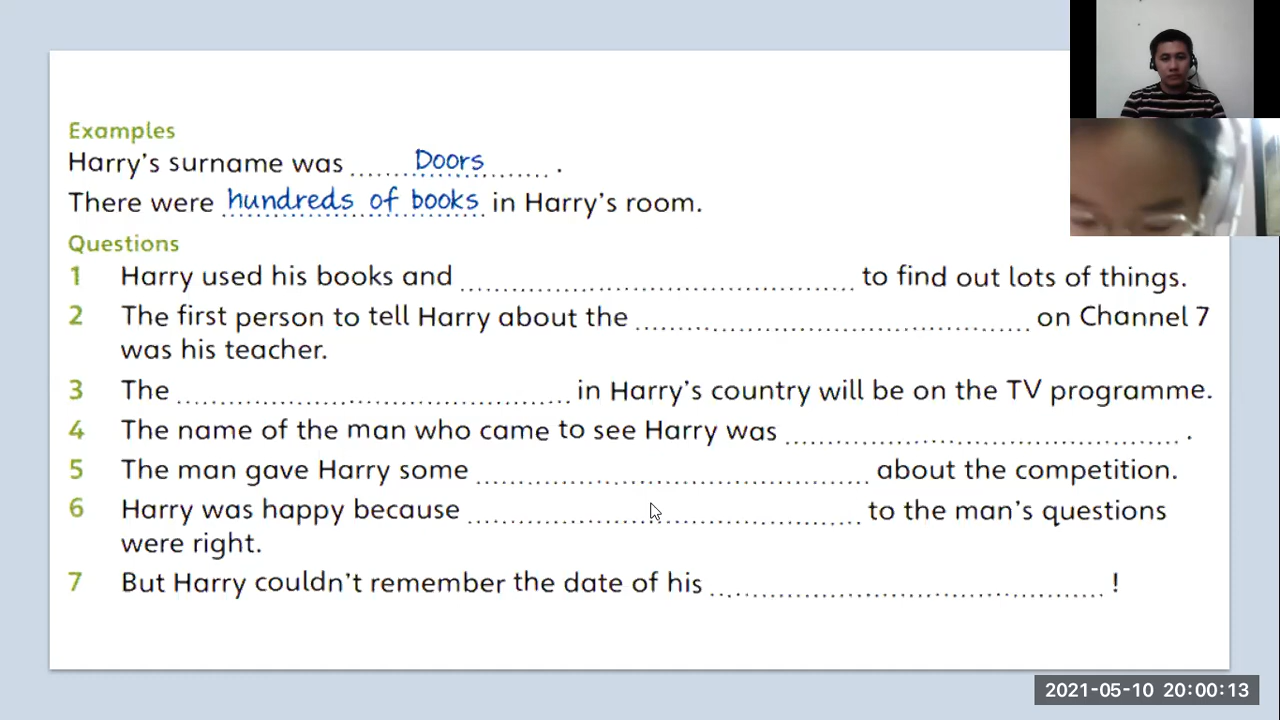 Examples
Harry's surname was ..... Doors ..... .
There were hundreds of books in Harry's room.
Questions
1 Harry used his books and .......... to find out lots of things.
2 The first person to tell Harry about the .......... on Channel 7
was his teacher.
3 The .......... in Harry's country will be on the TV programme.
4 The name of the man who came to see Harry was .......... .
5 The man gave Harry some .......... about the competition.
6 Harry was happy because .......... to the man's questions
were right.
7 But Harry couldn't remember the date of his .......... !
2021-05-10 20:00:13